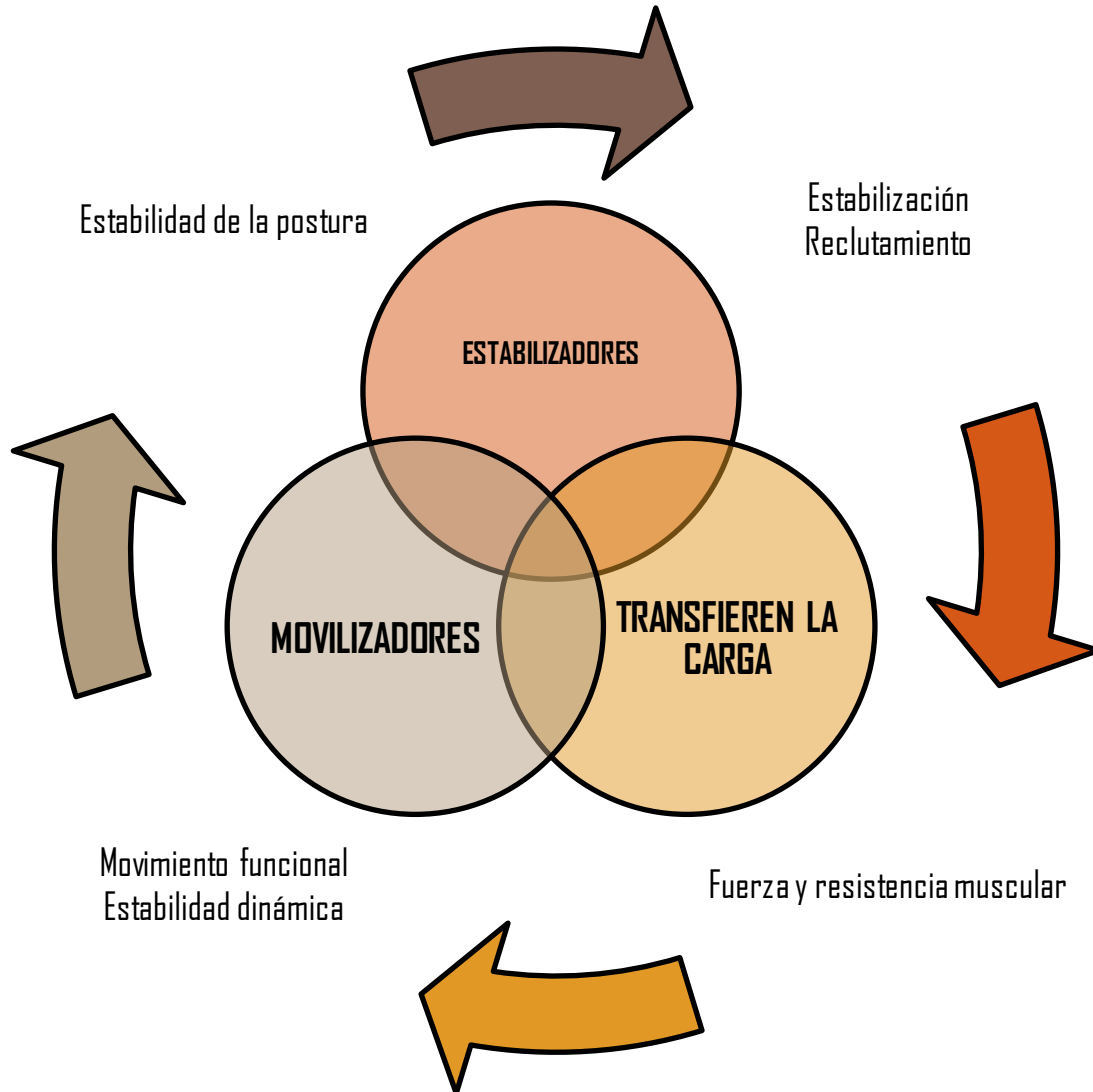 Estabilidad de la postura
Estabilización
Reclutamiento
ESTABILIZADORES
MOVILIZADORES
TRANSFIEREN LA
CARGA
Movimiento funcional
Estabilidad dinámica
Fuerza y resistencia muscular